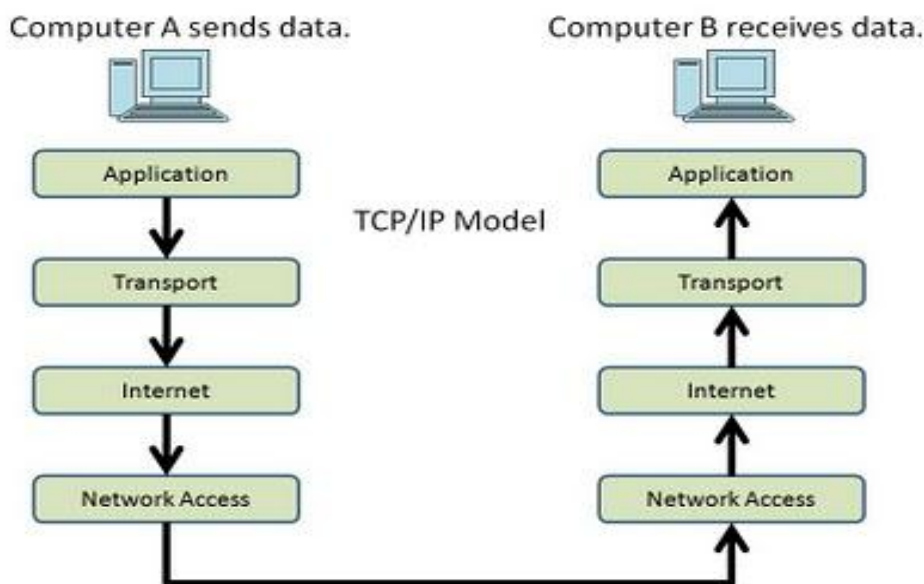 Computer A sends data.
Computer B receives data.
Application
Application
TCP/IP Model
Transport
Transport
Internet
Internet
Network Access
Network Access